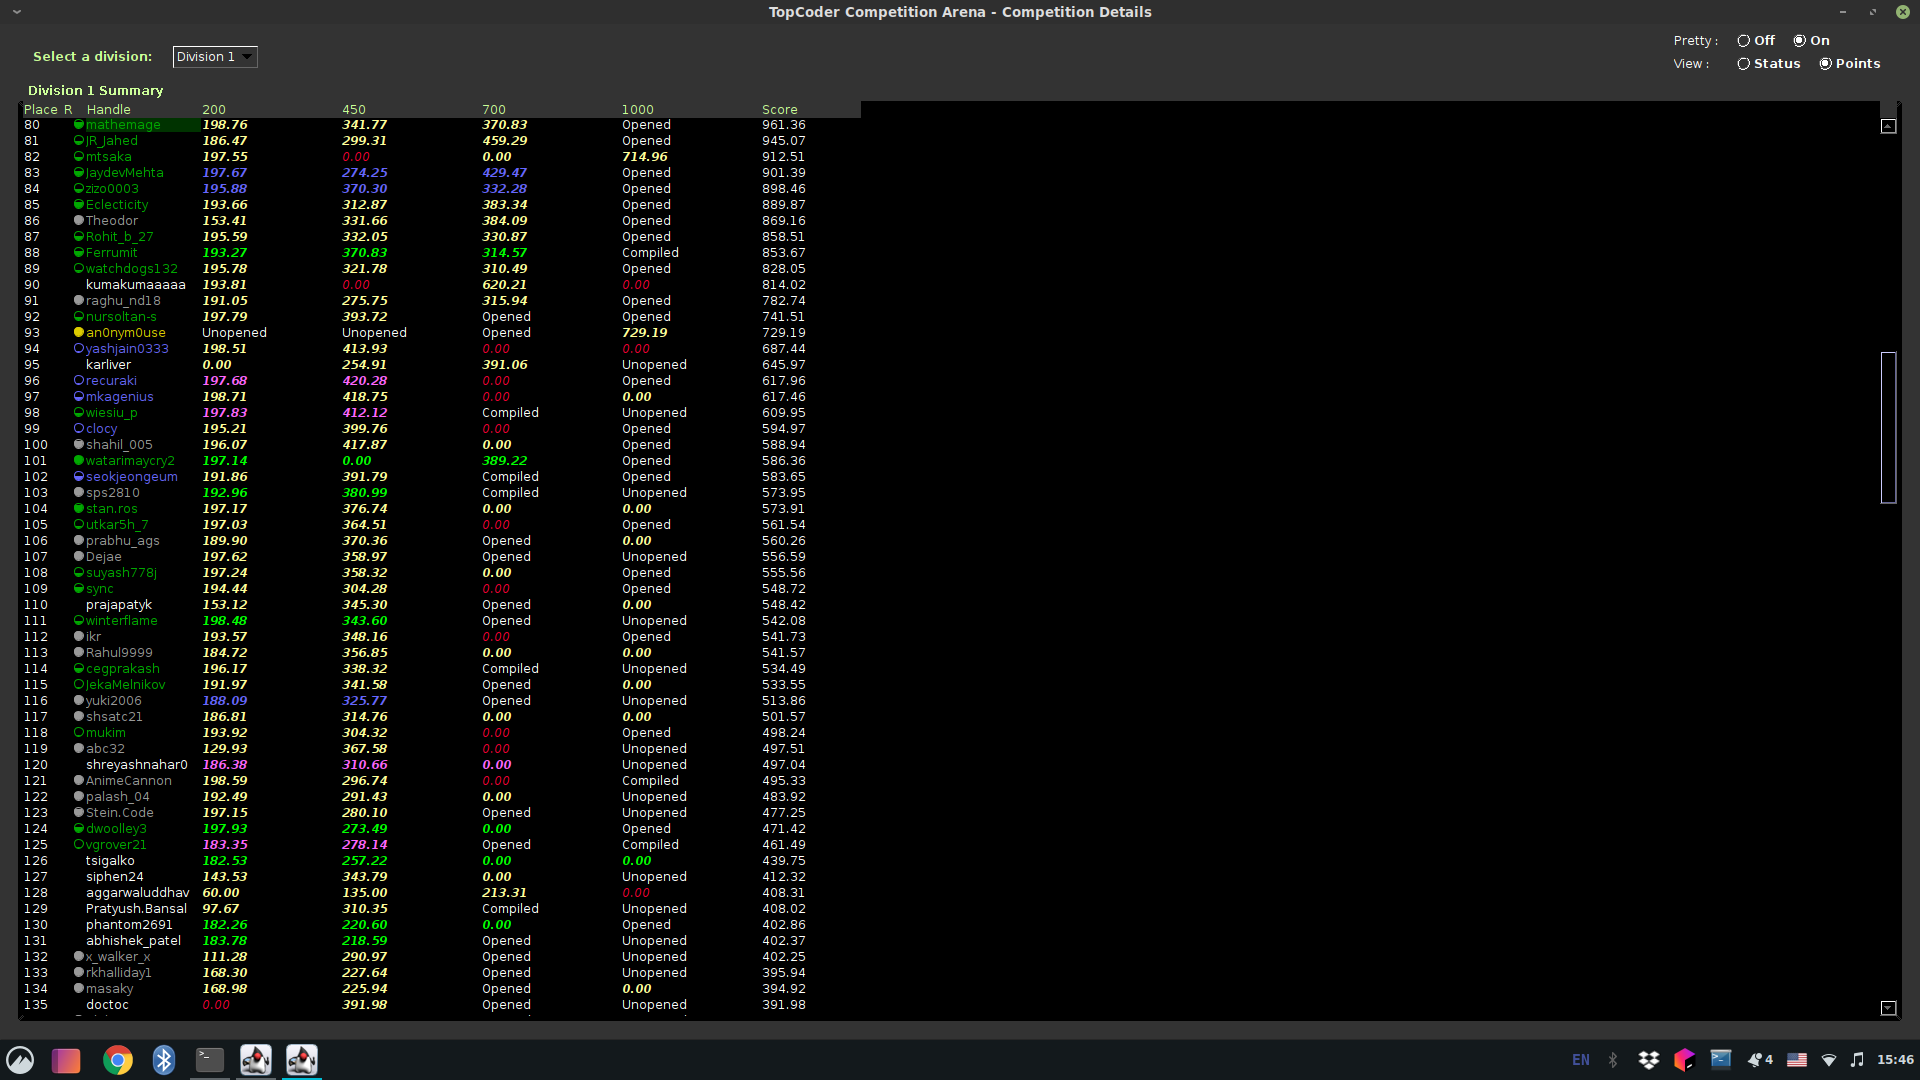 TopCoder Competition Arena - Competition Details
Pretty : Off On
Select a division: Division 1
View : Status Points
Division 1 Summary
Place R Handle 200 450 700 1000 Score
80 mathemage 198.76 341.77 370.83 Opened 961.36
81 JR_Jahed 186.47 299.31 459.29 Opened 945.07
82 mtsaka 197.55 0.00 0.00 714.96 912.51
83 JaydevMehta 197.67 274.25 429.47 Opened 901.39
84 zizo0003 195.88 370.30 332.28 Opened 898.46
85 Eclecticity 193.66 312.87 383.34 Opened 889.87
86 Theodor 153.41 331.66 384.09 Opened 869.16
87 Rohit_b_27 195.59 332.05 330.87 Opened 858.51
88 Ferrumit 193.27 370.83 314.57 Compiled 853.67
89 watchdogs132 195.78 321.78 310.49 Opened 828.05
90 kumakumaaaaa 193.81 0.00 620.21 0.00 814.02
91 raghu_nd18 191.05 275.75 315.94 Opened 782.74
92 nursoltan-s 197.79 393.72 Opened Opened 741.51
93 an0nym0use Unopened Unopened Opened 729.19 729.19
94 yashjain0333 198.51 413.93 0.00 0.00 687.44
95 karliver 0.00 254.91 391.06 Unopened 645.97
96 recuraki 197.68 420.28 0.00 Opened 617.96
97 mkagenius 198.71 418.75 0.00 0.00 617.46
98 wiesiu_p 197.83 412.12 Compiled Unopened 609.95
99 clocy 195.21 399.76 0.00 Opened 594.97
100 shahil_005 196.07 417.87 0.00 Opened 588.94
101 watarimaycry2 197.14 0.00 389.22 Opened 586.36
102 seokjeongeum 191.86 391.79 Compiled Opened 583.65
103 sps2810 192.96 380.99 Compiled Unopened 573.95
104 stan.ros 197.17 376.74 0.00 0.00 573.91
105 utkar5h_7 197.03 364.51 0.00 Opened 561.54
106 prabhu_ags 189.90 370.36 Opened 0.00 560.26
107 Dejae 197.62 358.97 Opened Unopened 556.59
108 suyash778j 197.24 358.32 0.00 Opened 555.56
109 sync 194.44 304.28 0.00 Opened 548.72
110 prajapatyk 153.12 345.30 Opened 0.00 548.42
111 winterflame 198.48 343.60 Opened Unopened 542.08
112 ikr 193.57 348.16 0.00 Opened 541.73
113 Rahul9999 184.72 356.85 0.00 0.00 541.57
114 cegprakash 196.17 338.32 Compiled Unopened 534.49
115 JekaMelnikov 191.97 341.58 Opened 0.00 533.55
116 yuki2006 188.09 325.77 Opened Unopened 513.86
117 shsatc21 186.81 314.76 0.00 0.00 501.57
118 mukim 193.92 304.32 0.00 Opened 498.24
119 abc32 129.93 367.58 0.00 Unopened 497.51
120 shreyashnahar0 186.38 310.66 0.00 Unopened 497.04
121 AnimeCannon 198.59 296.74 0.00 Compiled 495.33
122 palash_04 192.49 291.43 0.00 Unopened 483.92
123 Stein.Code 197.15 280.10 Opened Unopened 477.25
124 dwoolley3 197.93 273.49 0.00 Opened 471.42
125 vgrover21 183.35 278.14 Opened Compiled 461.49
126 tsigalko 182.53 257.22 0.00 0.00 439.75
127 siphen24 143.53 343.79 0.00 Unopened 412.32
128 aggarwaluddhav 60.00 135.00 213.31 0.00 408.31
129 Pratyush.Bansal 97.67 310.35 Compiled Unopened 408.02
130 phantom2691 182.26 220.60 0.00 Opened 402.86
131 abhishek_patel 183.78 218.59 Opened Unopened 402.37
132 x_walker_x 111.28 290.97 Opened Unopened 402.25
133 rkhalliday1 168.30 227.64 Opened Unopened 395.94
134 masaky 168.98 225.94 Opened 0.00 394.92
135 doctoc 0.00 391.98 Opened Unopened 391.98
EN 4 15:46